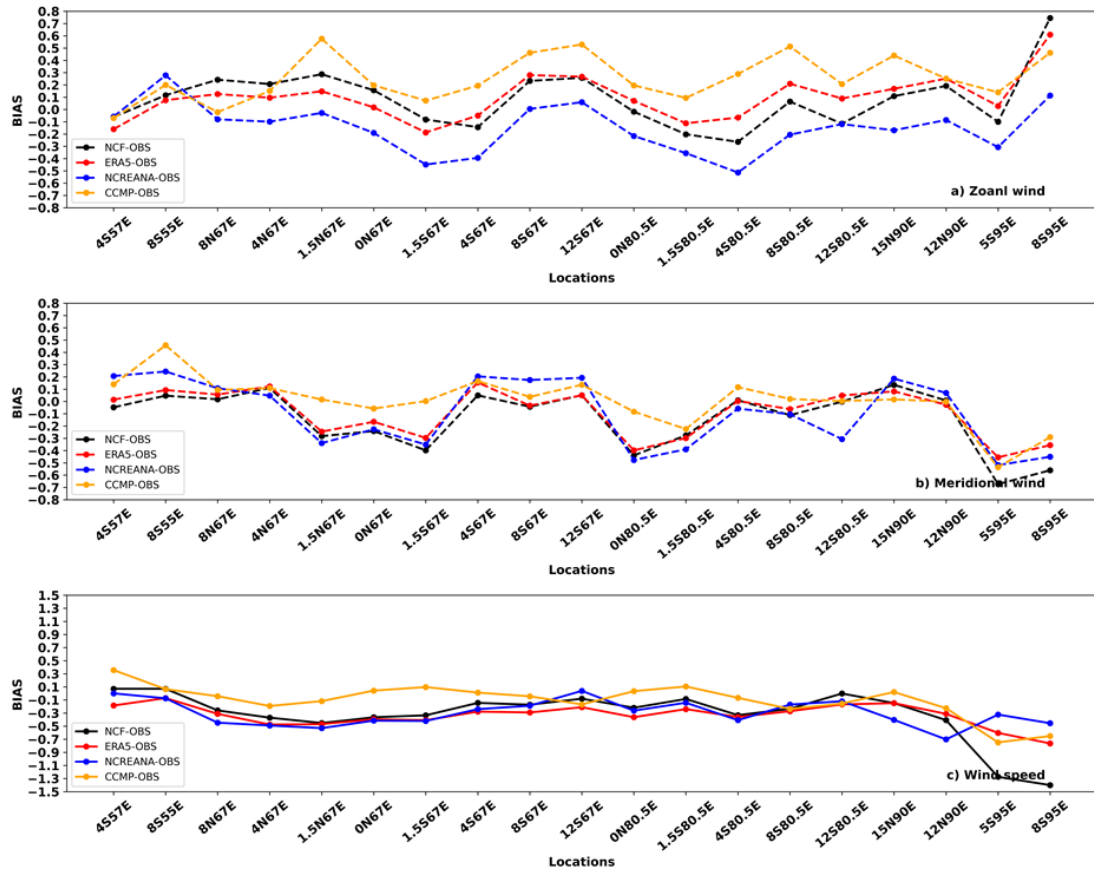 0.8
0.7
0.6
0.5
0.4
0.3
0.2
0.1
0.0
−0.1
−0.2
−0.3
−0.4
−0.5
−0.6
−0.7
−0.8
BIAS
NCF-OBS
ERA5-OBS
NCREANA-OBS
CCMP-OBS
a) Zoanl wind
4S57E 8S55E 8N67E 4N67E 1.5N67E 0N67E 1.5S67E 4S67E 8S67E 12S67E 0N80.5E 1.5S80.5E 4S80.5E 8S80.5E 12S80.5E 15N90E 12N90E 5S95E 8S95E
Locations
0.8
0.7
0.6
0.5
0.4
0.3
0.2
0.1
0.0
−0.1
−0.2
−0.3
−0.4
−0.5
−0.6
−0.7
−0.8
BIAS
NCF-OBS
ERA5-OBS
NCREANA-OBS
CCMP-OBS
b) Meridional wind
4S57E 8S55E 8N67E 4N67E 1.5N67E 0N67E 1.5S67E 4S67E 8S67E 12S67E 0N80.5E 1.5S80.5E 4S80.5E 8S80.5E 12S80.5E 15N90E 12N90E 5S95E 8S95E
Locations
1.5
1.3
1.1
0.9
0.7
0.5
0.3
0.1
−0.1
−0.3
−0.5
−0.7
−0.9
−1.1
−1.3
−1.5
BIAS
NCF-OBS
ERA5-OBS
NCREANA-OBS
CCMP-OBS
c) Wind speed
4S57E 8S55E 8N67E 4N67E 1.5N67E 0N67E 1.5S67E 4S67E 8S67E 12S67E 0N80.5E 1.5S80.5E 4S80.5E 8S80.5E 12S80.5E 15N90E 12N90E 5S95E 8S95E
Locations